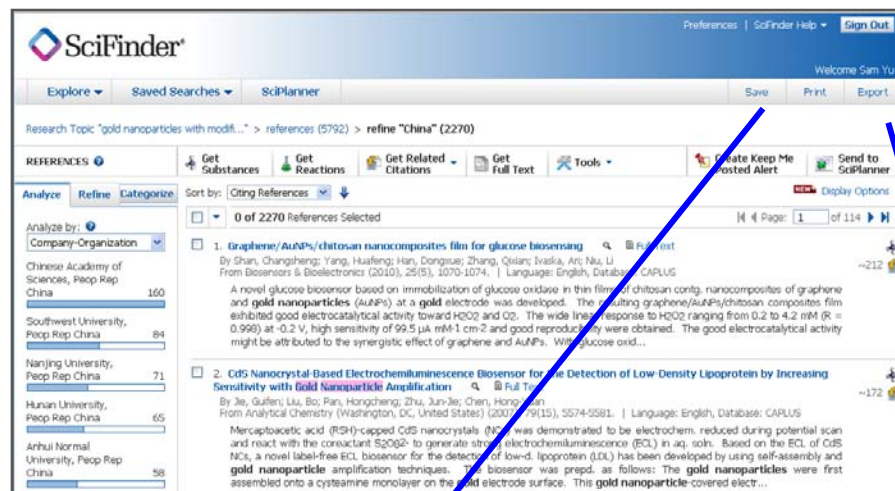 Preferences | SciFinder Help Sign Out
SciFinder®
Welcome Sam Yu
Explore Saved Searches SciPlanner Save Print Export
Research Topic "gold nanoparticles with modifi..." > references (5792) > refine "China" (2270)
REFERENCES
Get Substances
Get Reactions
Get Related Citations
Get Full Text
Tools
Create Keep Me Posted Alert
Send to SciPlanner
Analyze Refine Categorize
Sort by: Citing References
NEW Display Options
0 of 2270 References Selected
Page: 1 of 114
Analyze by:
Company-Organization
Chinese Academy of
Sciences, Peop Rep
China 160
Southwest University,
Peop Rep China 84
Nanjing University,
Peop Rep China 71
Hunan University,
Peop Rep China 65
Anhui Normal
University, Peop Rep
China 58
1. Graphene/AuNPs/chitosan nanocomposites film for glucose biosensing Full Text
By Shan, Changsheng; Yang, Huafeng; Han, Dongxue; Zhang, Qixian; Ivaska, Ari; Niu, Li
From Biosensors & Bioelectronics (2010), 25(5), 1070-1074. | Language: English, Database: CAPLUS
~212
A novel glucose biosensor based on immobilization of glucose oxidase in thin films of chitosan contg. nanocomposites of graphene
and gold nanoparticles (AuNPs) at a gold electrode was developed. The resulting graphene/AuNPs/chitosan composites film
exhibited good electrocatalytical activity toward H2O2 and O2. The wide linear response to H2O2 ranging from 0.2 to 4.2 mM (R =
0.998) at -0.2 V, high sensitivity of 99.5 μA mM-1 cm-2 and good reproducibility were obtained. The good electrocatalytical activity
might be attributed to the synergistic effect of graphene and AuNPs. With glucose oxid...
2. CdS Nanocrystal-Based Electrochemiluminescence Biosensor for the Detection of Low-Density Lipoprotein by Increasing
Sensitivity with Gold Nanoparticle Amplification Full Text
By Jie, Guifen; Liu, Bo; Pan, Hongcheng; Zhu, Jun-Jie; Chen, Hong-Yuan
From Analytical Chemistry (Washington, DC, United States) (2007), 79(15), 5574-5581. | Language: English, Database: CAPLUS
~172
Mercaptoacetic acid (RSH)-capped CdS nanocrystals (NCs) was demonstrated to be electrochem. reduced during potential scan
and react with the coreactant S2O82- to generate strong electrochemiluminescence (ECL) in aq. soln. Based on the ECL of CdS
NCs, a novel label-free ECL biosensor for the detection of low-d. lipoprotein (LDL) has been developed by using self-assembly and
gold nanoparticle amplification techniques. The biosensor was prepd. as follows: The gold nanoparticles were first
assembled onto a cysteamine monolayer on the gold electrode surface. This gold nanoparticle-covered electr...